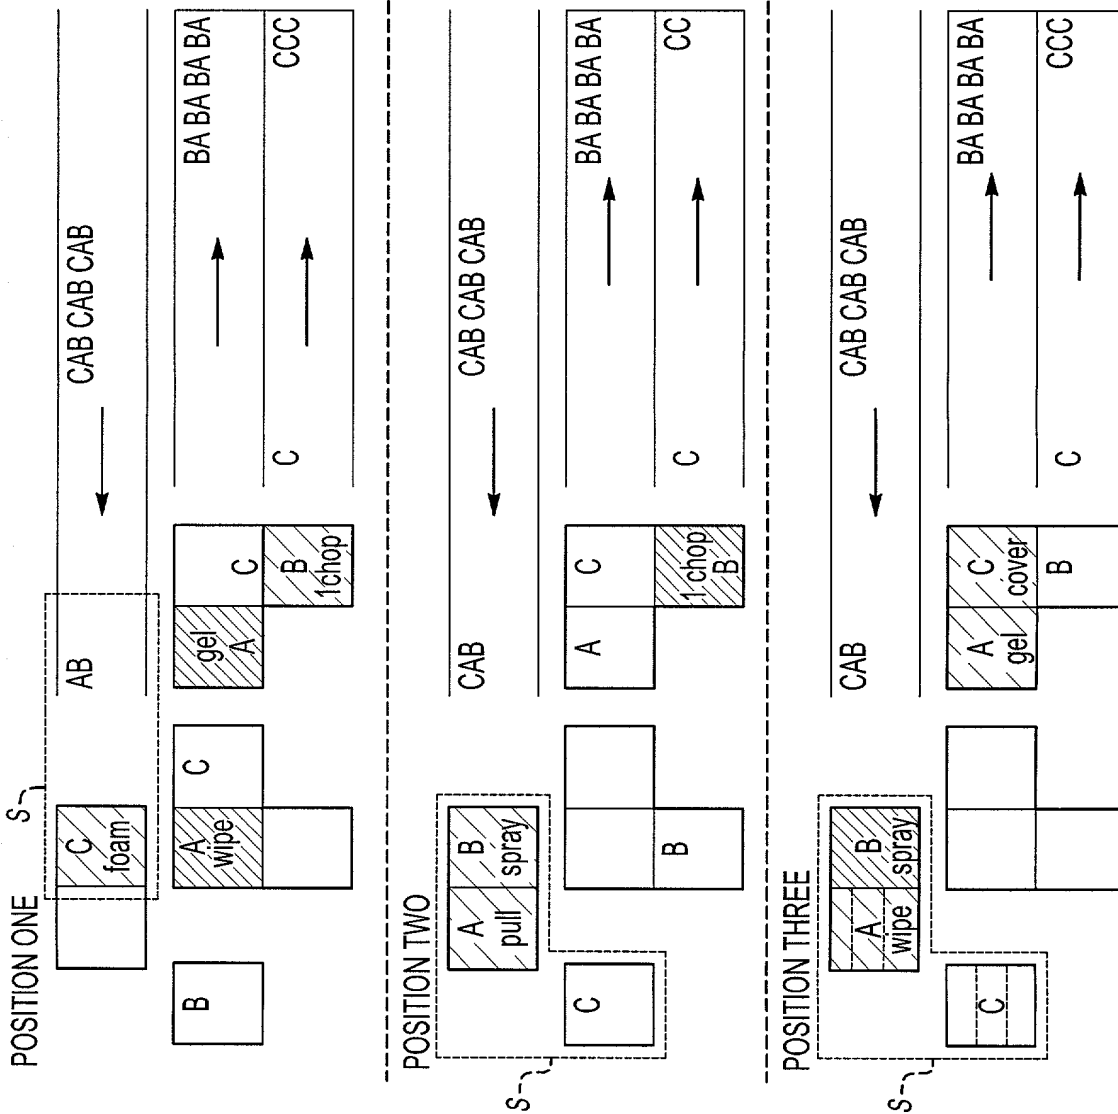 POSITION ONE
S
C
foam
AB
CAB CAB CAB
B
A
wipe
C
gel
A
C
B
1chop
BA BA BA BA
C
CCC
POSITION TWO
S
A
pull
B
spray
CAB
CAB CAB CAB
C
B
A
C
1 chop
B
BA BA BA BA
C
CC
POSITION THREE
S
A
wipe
B
spray
CAB
CAB CAB CAB
C
A
gel
C
cover
B
BA BA BA BA
C
CCC